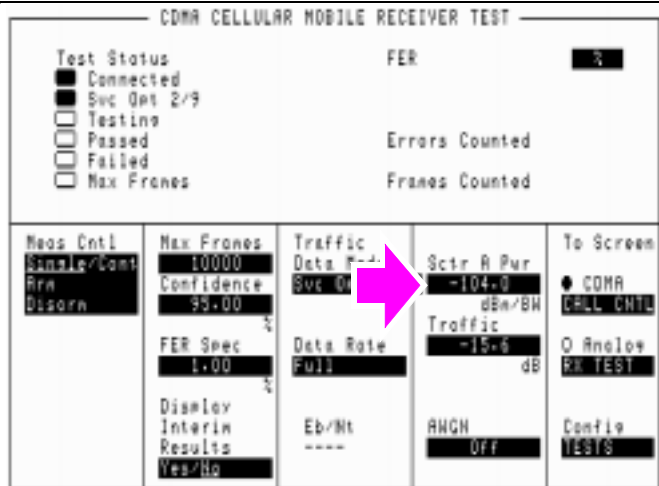 CDMA CELLULAR MOBILE RECEIVER TEST
Test Status
Connected
Svc Opt 2/9
Testing
Passed
Failed
Max Frames
FER
%
Errors Counted
Frames Counted
Meas Cntl
Single/Cont
Arm
Disarm
Max Frames
10000
Confidence
95.00
%
FER Spec
1.00
%
Display
Interim
Results
Yes/No
Traffic
Data
Svc
Data Rate
Full
Eb/Nt
----
Sctr A Pwr
-104.0
dBm/BW
Traffic
-15.6
dB
AWGN
Off
To Screen
CDMA
CALL CNTL
Analog
RX TEST
Config
TESTS